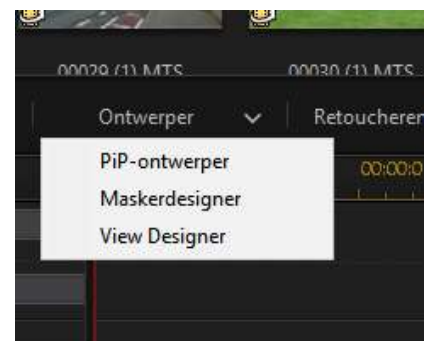 00029 (1) MTS 00030 (1) MTS
Ontwerper Retoucheren
PiP-ontwerper
Maskerdesigner
View Designer
00:00:0